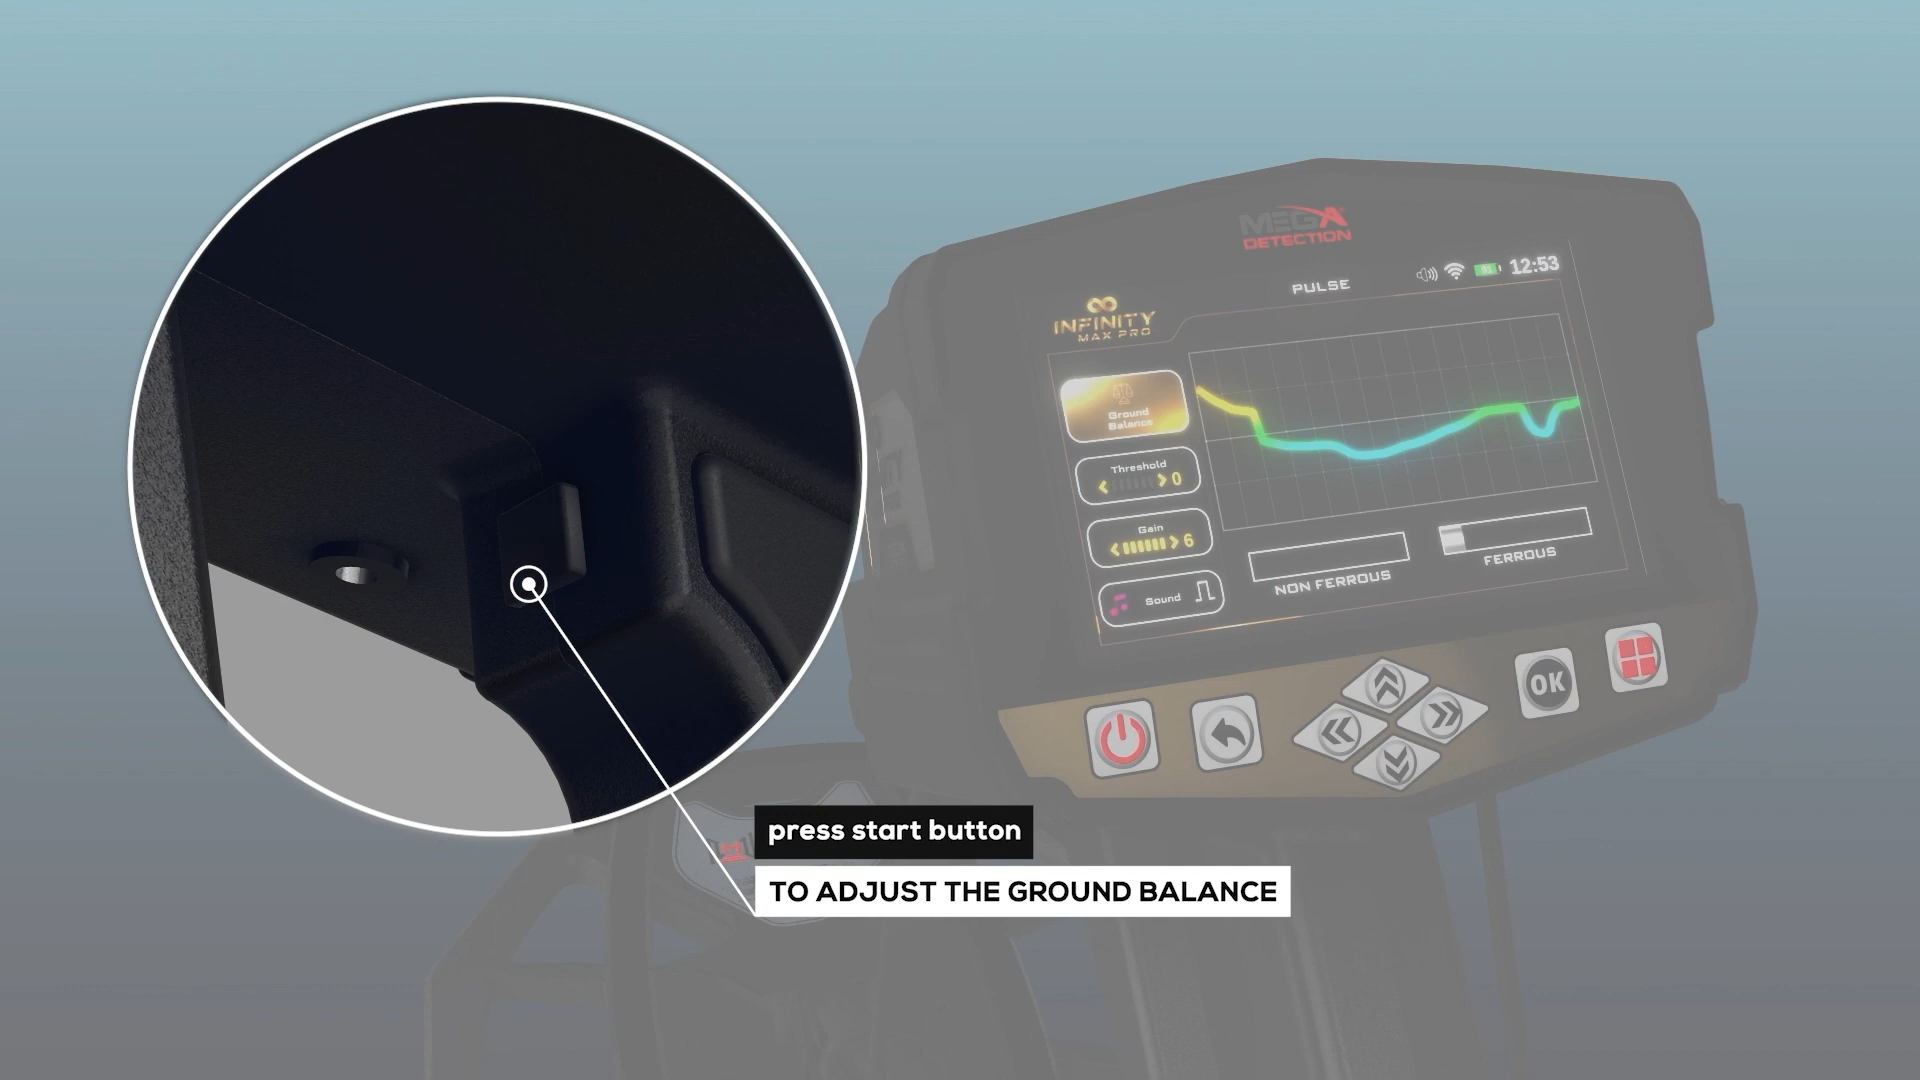 MEGA
DETECTION
PULSE
81
12:53
INFINITY
MAX PRO
Ground
Balance
Threshold
0
Gain
6
Sound
NON FERROUS
FERROUS
OK
press start button
TO ADJUST THE GROUND BALANCE